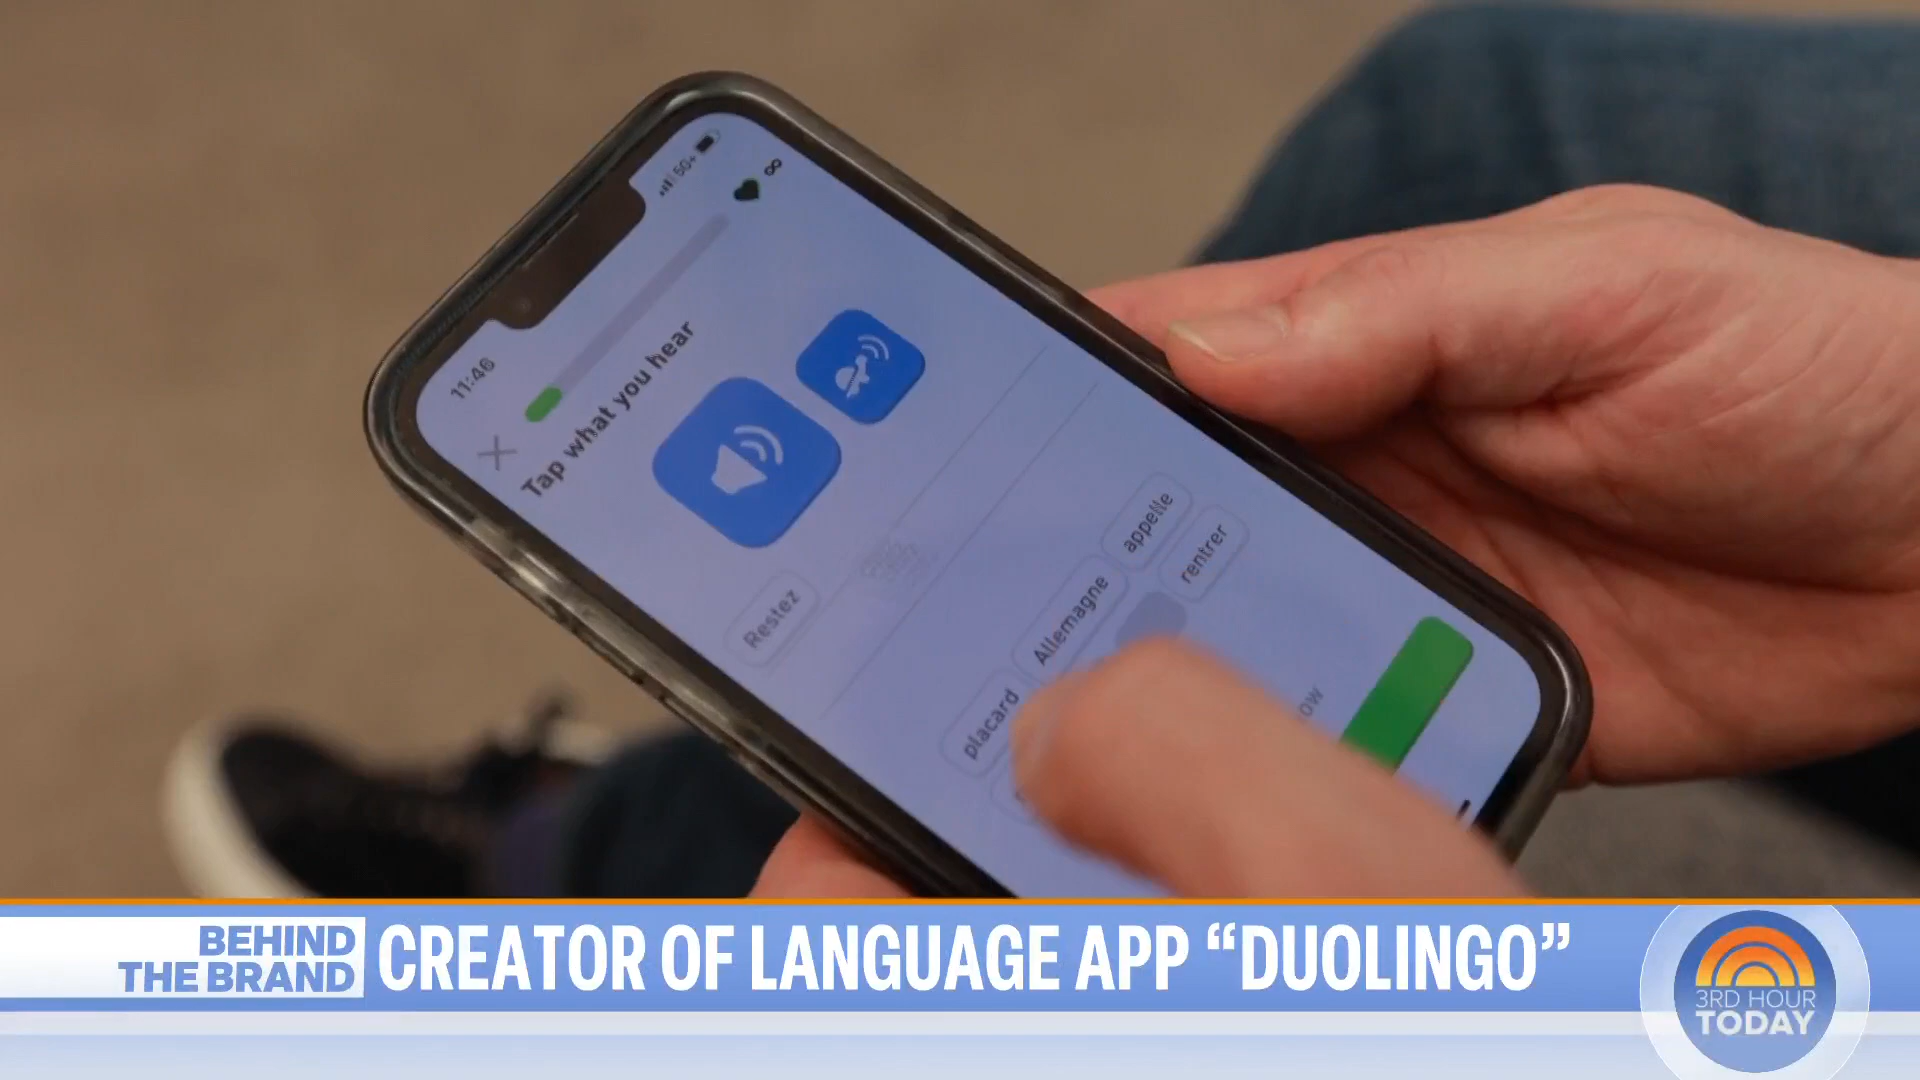 11:46
5G+
∞
Tap what you hear
Restez
placard
Allemagne
appelle
rentrer
BEHIND
THE BRAND
CREATOR OF LANGUAGE APP “DUOLINGO”
3RD HOUR
TODAY